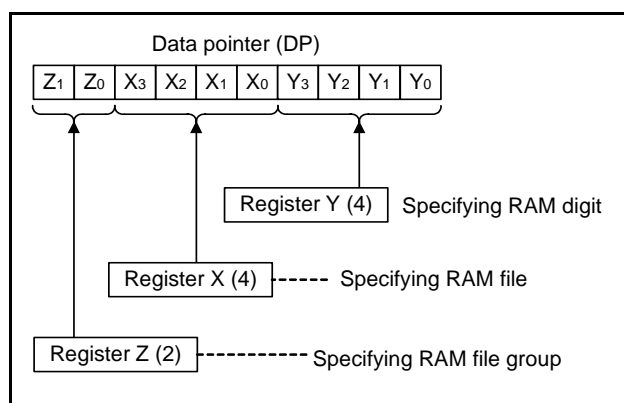 Data pointer (DP)
Z1 Z0 X3 X2 X1 X0 Y3 Y2 Y1 Y0
Register Y (4) Specifying RAM digit
Register X (4) Specifying RAM file
Register Z (2) Specifying RAM file group